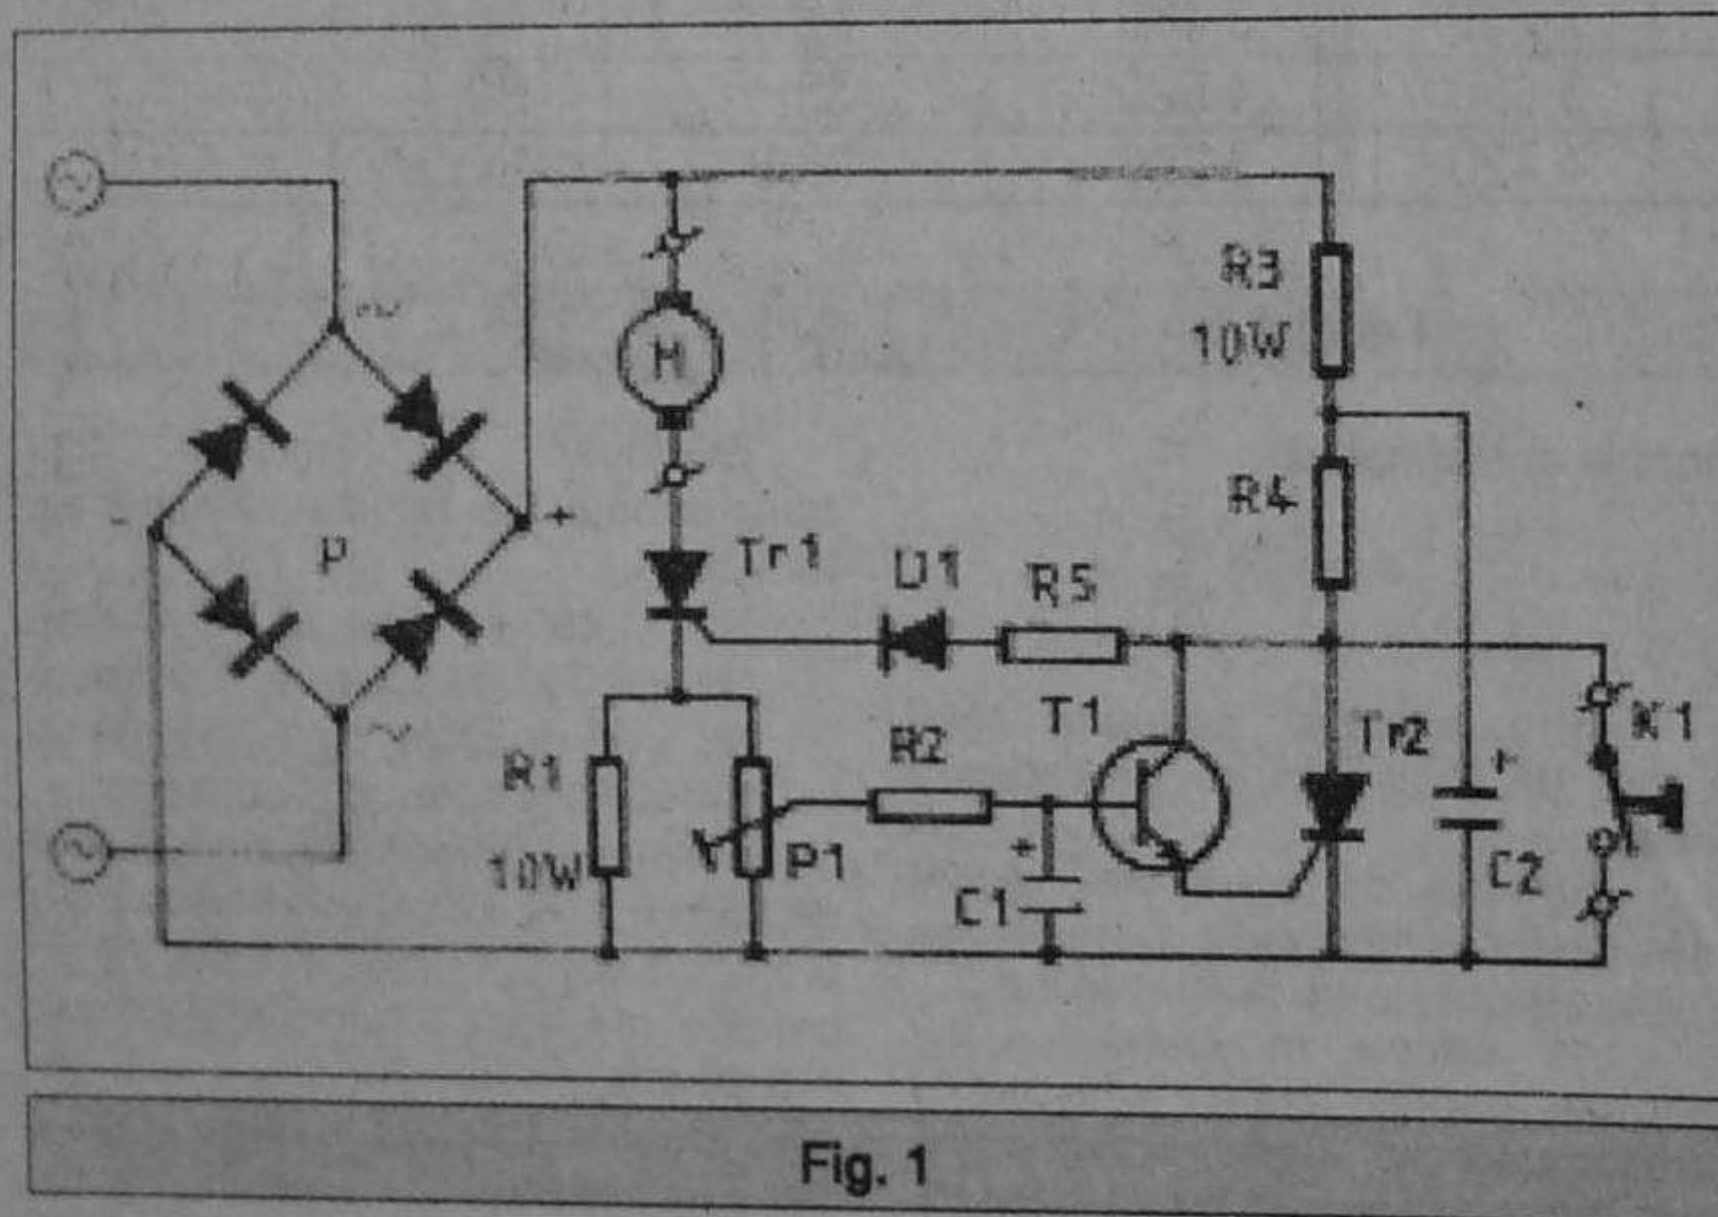 R3
10W
H
R4
-
P
+
Tr1
D1
R5
T1
Tr2
K1
R1
10W
P1
R2
+
C1
+
C2
Fig. 1